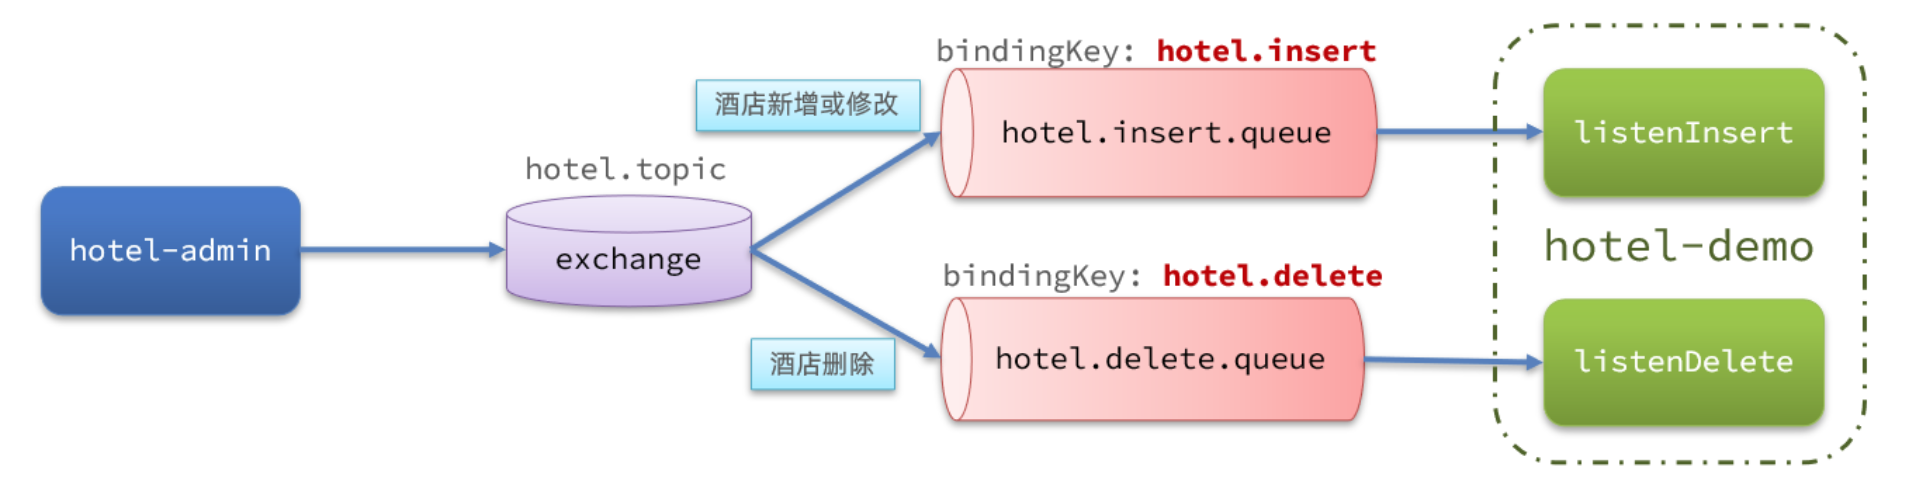 hotel-admin
hotel.topic
exchange
酒店新增或修改
酒店删除
bindingKey: hotel.insert
hotel.insert.queue
bindingKey: hotel.delete
hotel.delete.queue
listenInsert
hotel-demo
listenDelete